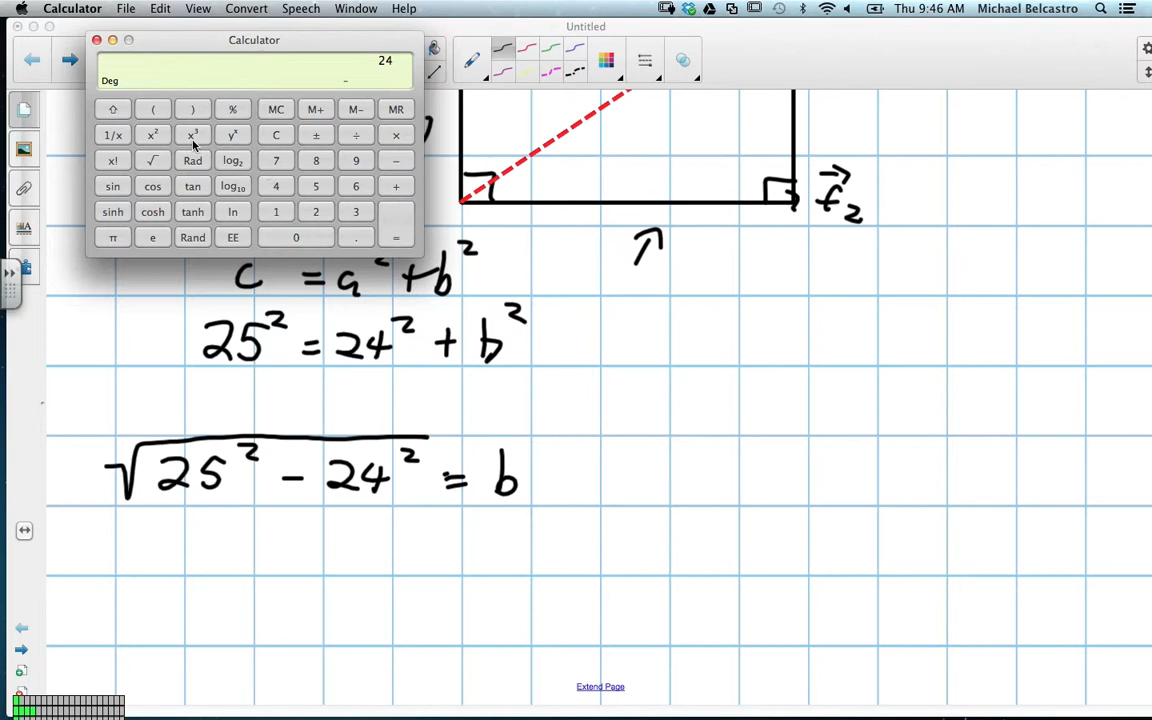 Calculator File Edit View Convert Speech Window Help Thu 9:46 AM Michael Belcastro
Untitled
Calculator
24
Deg -
( ) % MC M+ M− MR
1/x x² x³ yˣ C ± ÷ ×
x! √ Rad log₂ 7 8 9 −
sin cos tan log₁₀ 4 5 6 +
sinh cosh tanh ln 1 2 3
π e Rand EE 0 . =
f⃗₂
c = a² + b²
25² = 24² + b²
√25² − 24² = b
Extend Page